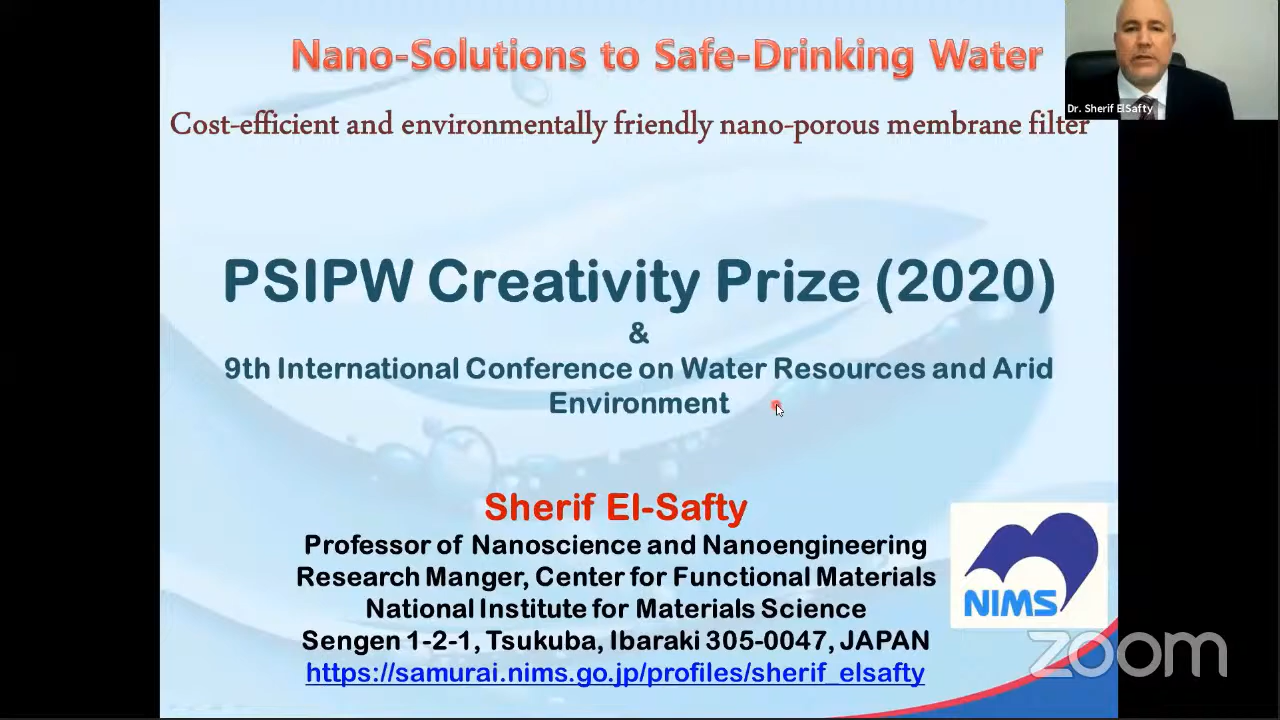 Nano-Solutions to Safe-Drinking Water
Dr. Sherif ElSafty
Cost-efficient and environmentally friendly nano-porous membrane filter
PSIPW Creativity Prize (2020)
&
9th International Conference on Water Resources and Arid
Environment
Sherif El-Safty
Professor of Nanoscience and Nanoengineering
Research Manger, Center for Functional Materials
National Institute for Materials Science
Sengen 1-2-1, Tsukuba, Ibaraki 305-0047, JAPAN
https://samurai.nims.go.jp/profiles/sherif_elsafty
NIMS
zoom